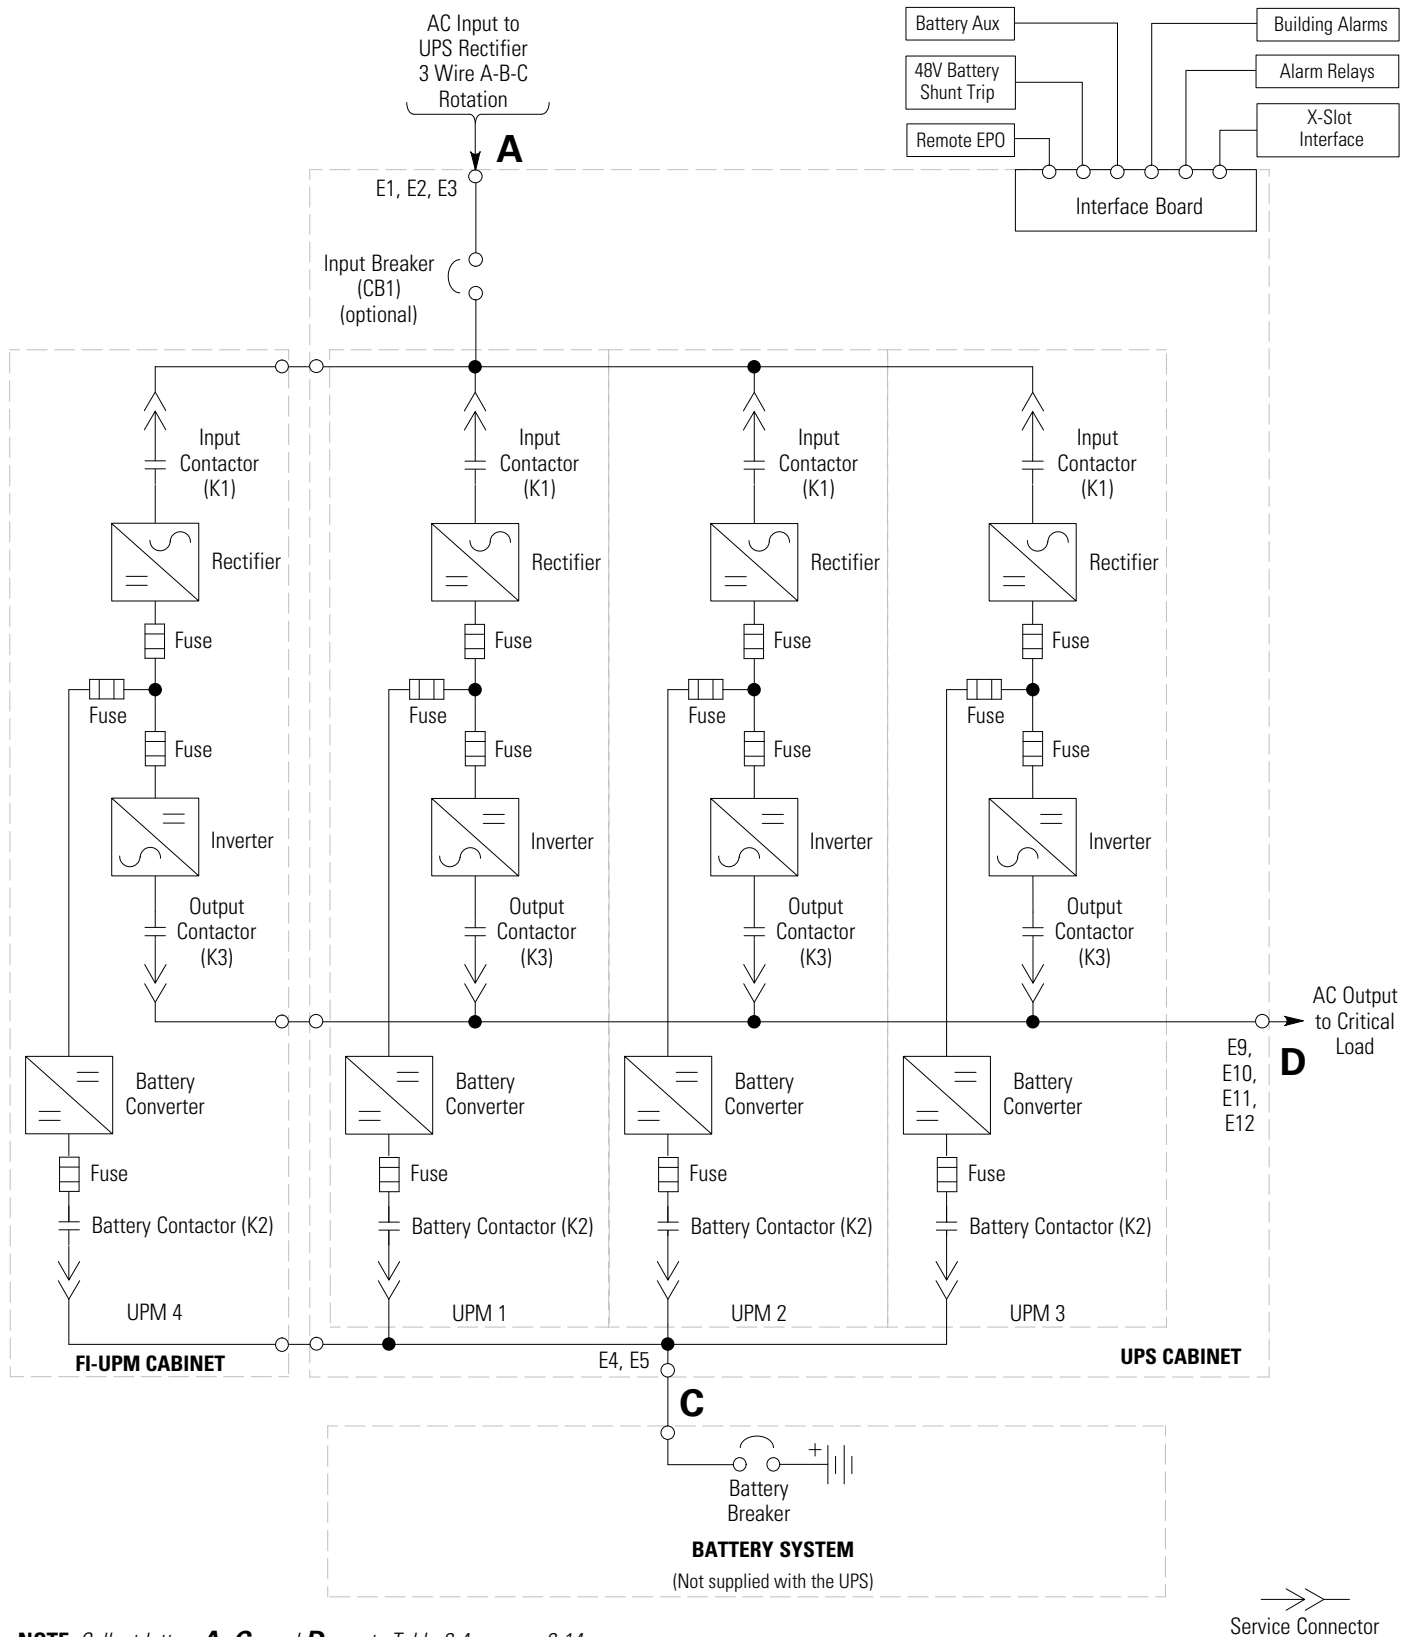 AC Input to
UPS Rectifier
3 Wire A-B-C
Rotation
A
Battery Aux
48V Battery
Shunt Trip
Remote EPO
Building Alarms
Alarm Relays
X-Slot
Interface
Interface Board
E1, E2, E3
Input Breaker
(CB1)
(optional)
Input
Contactor
(K1)
Input
Contactor
(K1)
Input
Contactor
(K1)
Input
Contactor
(K1)
Rectifier
Rectifier
Rectifier
Rectifier
Fuse
Fuse
Fuse
Fuse
Fuse
Fuse
Fuse
Fuse
Fuse
Fuse
Fuse
Fuse
Inverter
Inverter
Inverter
Inverter
Output
Contactor
(K3)
Output
Contactor
(K3)
Output
Contactor
(K3)
Output
Contactor
(K3)
AC Output
to Critical
Load
D
E9,
E10,
E11,
E12
Battery
Converter
Battery
Converter
Battery
Converter
Battery
Converter
Fuse
Fuse
Fuse
Fuse
Battery Contactor (K2)
Battery Contactor (K2)
Battery Contactor (K2)
Battery Contactor (K2)
UPM 4
UPM 1
UPM 2
UPM 3
FI-UPM CABINET
E4, E5
UPS CABINET
C
+
Battery
Breaker
BATTERY SYSTEM
(Not supplied with the UPS)
Service Connector